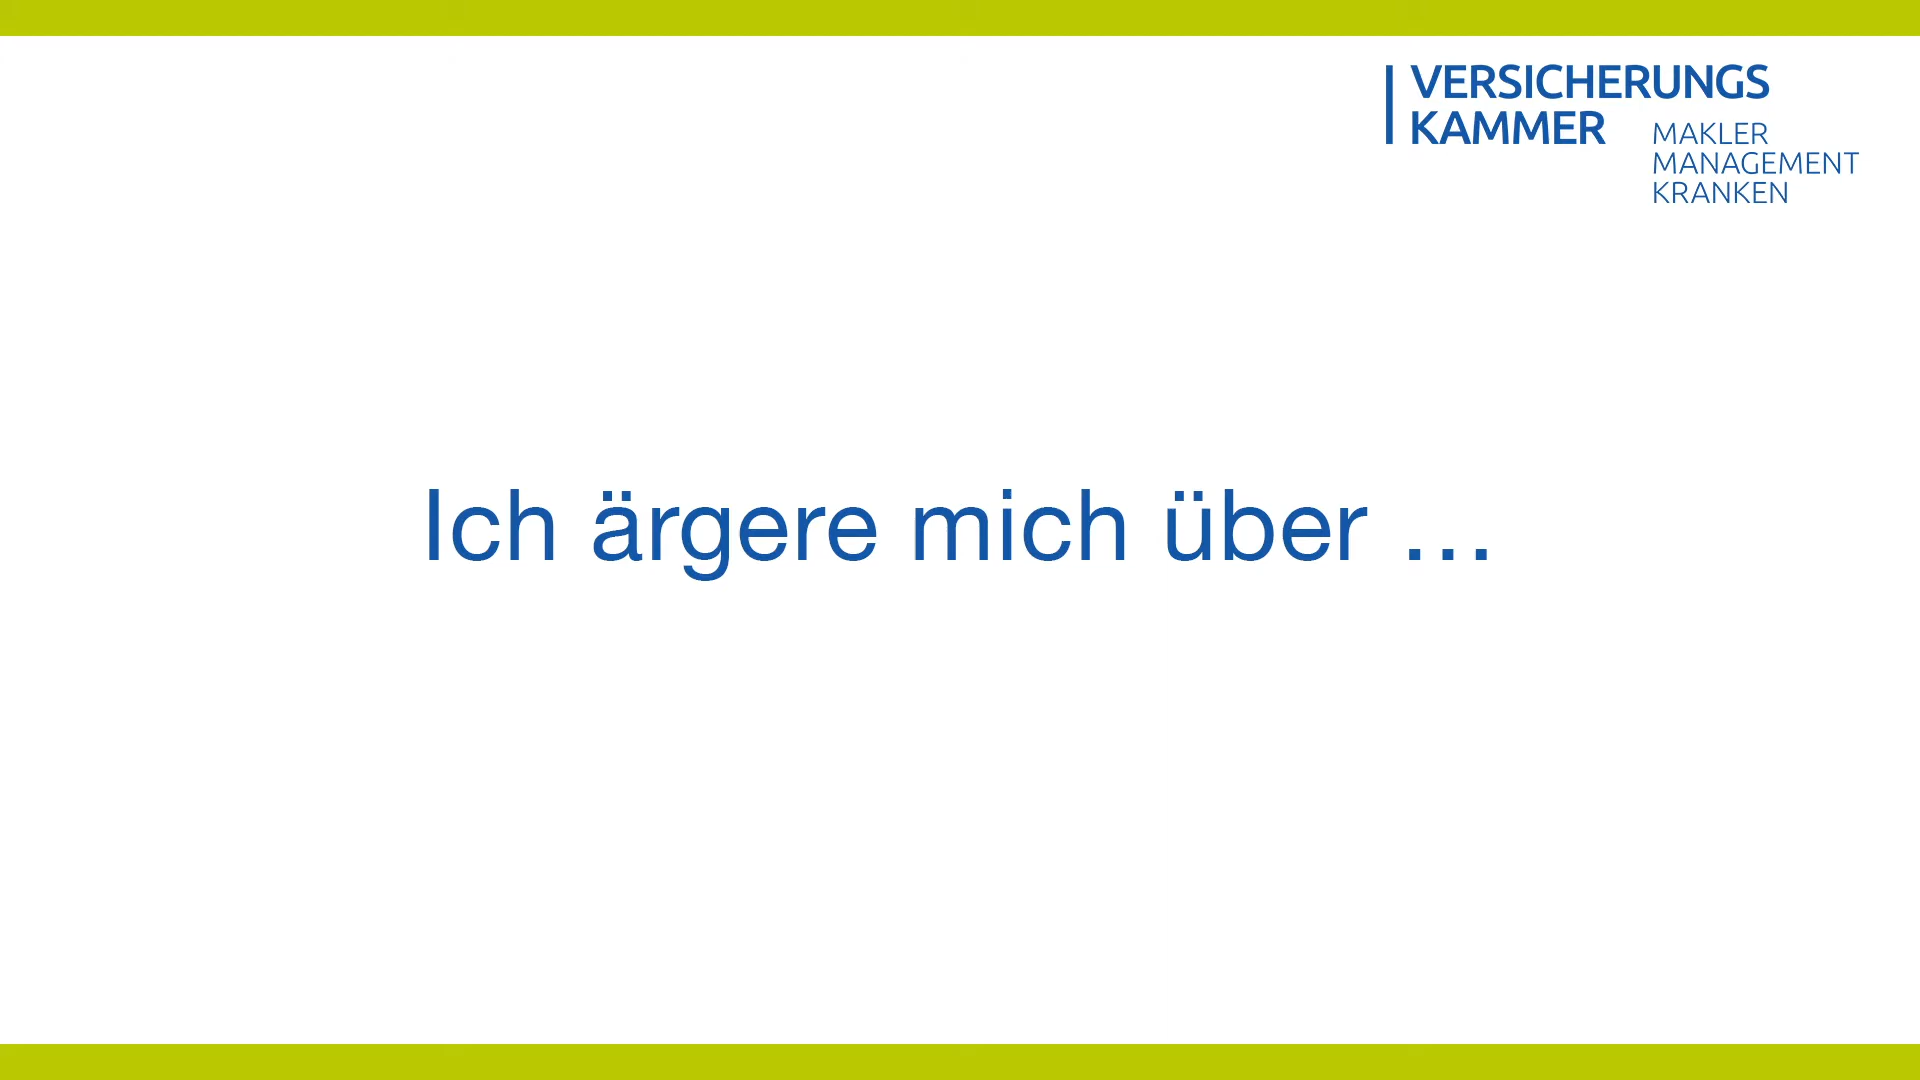 VERSICHERUNGS
KAMMER
MAKLER
MANAGEMENT
KRANKEN
Ich ärgere mich über …